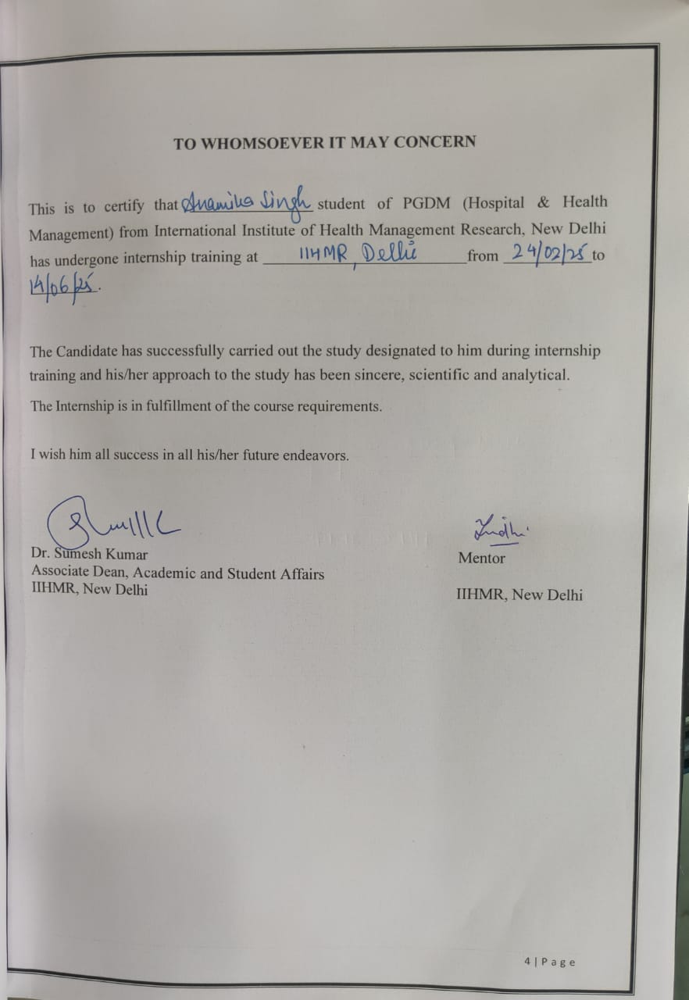 TO WHOMSOEVER IT MAY CONCERN
This is to certify that Anamika Singh student of PGDM (Hospital & Health
Management) from International Institute of Health Management Research, New Delhi
has undergone internship training at IIHMR, Delhi from 24/02/25 to
14/06/25.
The Candidate has successfully carried out the study designated to him during internship
training and his/her approach to the study has been sincere, scientific and analytical.
The Internship is in fulfillment of the course requirements.
I wish him all success in all his/her future endeavors.
Dr. Sumesh Kumar
Associate Dean, Academic and Student Affairs
IIHMR, New Delhi
Mentor
IIHMR, New Delhi
4 | Page